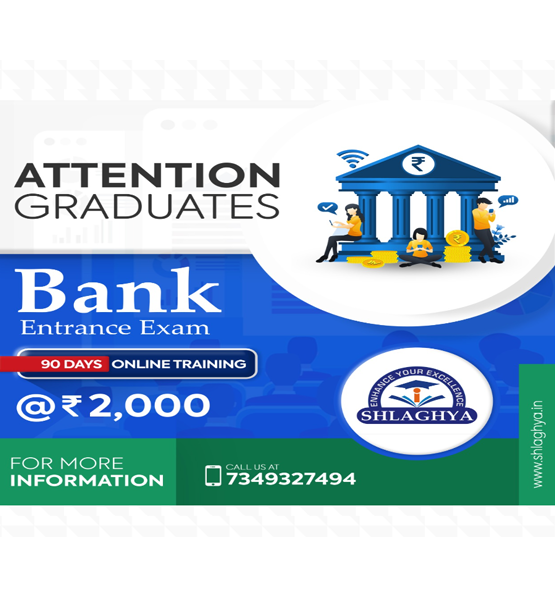 ATTENTION
GRADUATES
₹
Bank
Entrance Exam
90 DAYS ONLINE TRAINING
@ ₹ 2,000
ENHANCE YOUR EXCELLENCE
SHLAGHYA
FOR MORE
INFORMATION
CALL US AT
7349327494
www.shlaghya.in